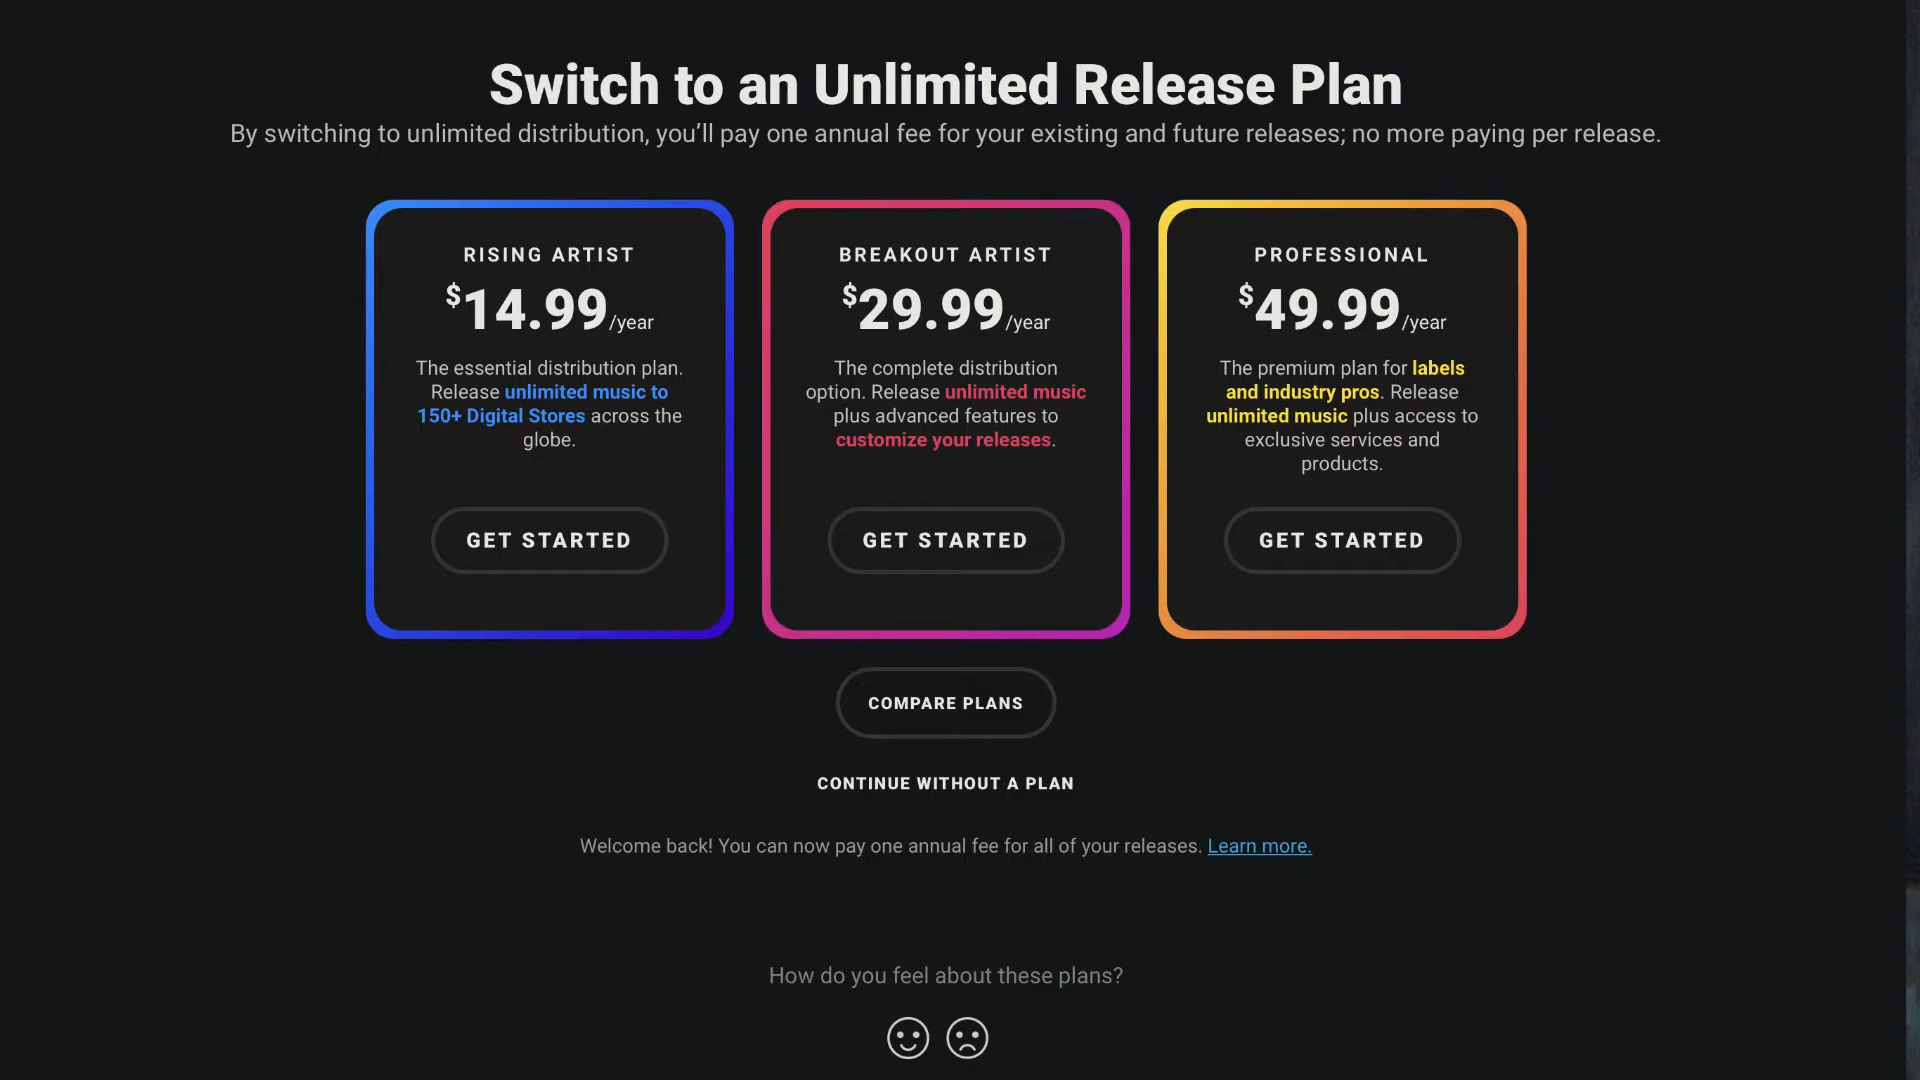 Switch to an Unlimited Release Plan
By switching to unlimited distribution, you’ll pay one annual fee for your existing and future releases; no more paying per release.
RISING ARTIST
$14.99/year
The essential distribution plan.
Release unlimited music to
150+ Digital Stores across the
globe.
GET STARTED
BREAKOUT ARTIST
$29.99/year
The complete distribution
option. Release unlimited music
plus advanced features to
customize your releases.
GET STARTED
PROFESSIONAL
$49.99/year
The premium plan for labels
and industry pros. Release
unlimited music plus access to
exclusive services and
products.
GET STARTED
COMPARE PLANS
CONTINUE WITHOUT A PLAN
Welcome back! You can now pay one annual fee for all of your releases. Learn more.
How do you feel about these plans?